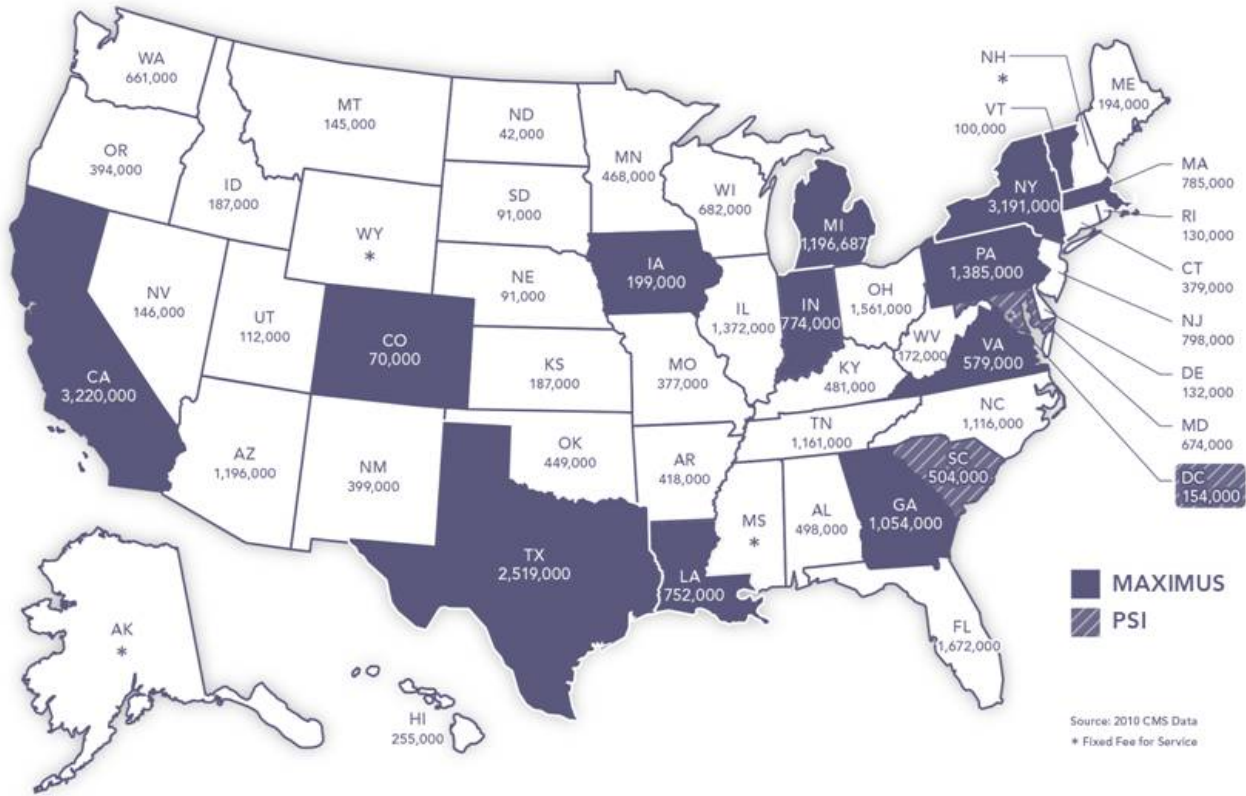 WA
661,000
OR
394,000
CA
3,220,000
ID
187,000
NV
146,000
MT
145,000
WY
*
UT
112,000
AZ
1,196,000
CO
70,000
NM
399,000
ND
42,000
SD
91,000
NE
91,000
KS
187,000
OK
449,000
TX
2,519,000
MN
468,000
IA
199,000
MO
377,000
AR
418,000
LA
752,000
WI
682,000
IL
1,372,000
MI
1,196,687
IN
774,000
OH
1,561,000
KY
481,000
WV
172,000
TN
1,161,000
MS
*
AL
498,000
GA
1,054,000
FL
1,672,000
SC
504,000
NC
1,116,000
VA
579,000
PA
1,385,000
NY
3,191,000
NH
*
VT
100,000
ME
194,000
MA
785,000
RI
130,000
CT
379,000
NJ
798,000
DE
132,000
MD
674,000
DC
154,000
AK
*
HI
255,000
MAXIMUS
PSI
Source: 2010 CMS Data
* Fixed Fee for Service